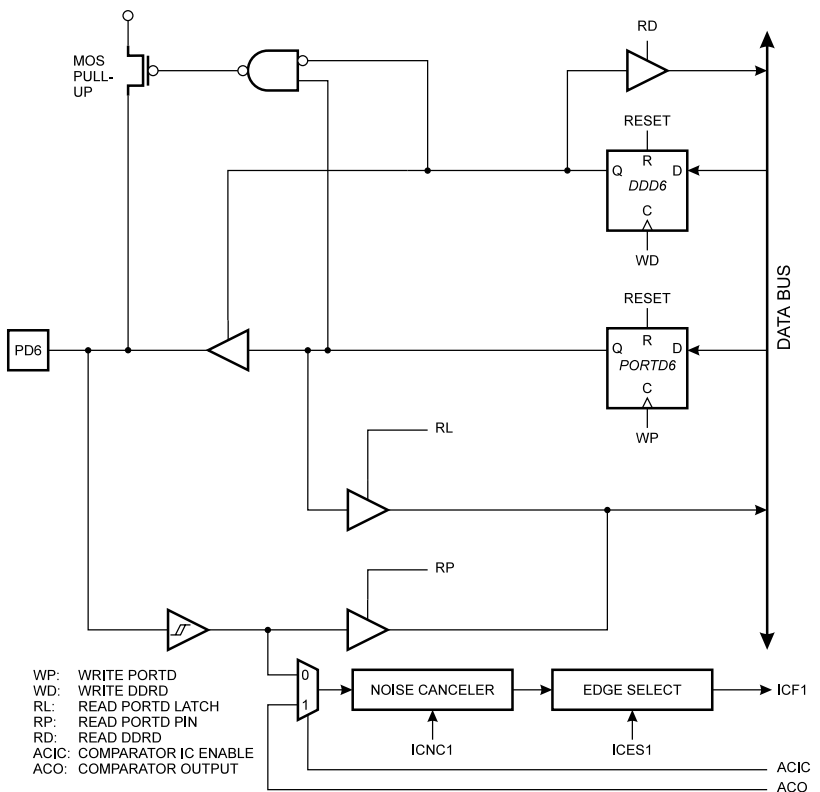 RD
MOS
PULL-
UP
RESET
R
Q
D
DDD6
C
WD
DATA BUS
RESET
PD6
R
Q
D
PORTD6
C
WP
RL
RP
WP: WRITE PORTD
WD: WRITE DDRD
RL: READ PORTD LATCH
RP: READ PORTD PIN
RD: READ DDRD
ACIC: COMPARATOR IC ENABLE
ACO: COMPARATOR OUTPUT
0
1
NOISE CANCELER
EDGE SELECT
ICF1
ICNC1
ICES1
ACIC
ACO